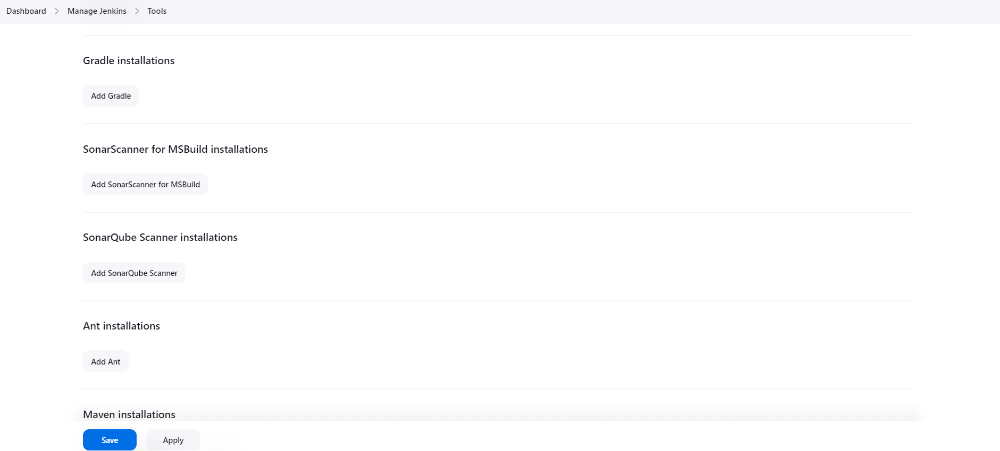 Dashboard > Manage Jenkins > Tools
Gradle installations
Add Gradle
SonarScanner for MSBuild installations
Add SonarScanner for MSBuild
SonarQube Scanner installations
Add SonarQube Scanner
Ant installations
Add Ant
Maven installations
Save Apply